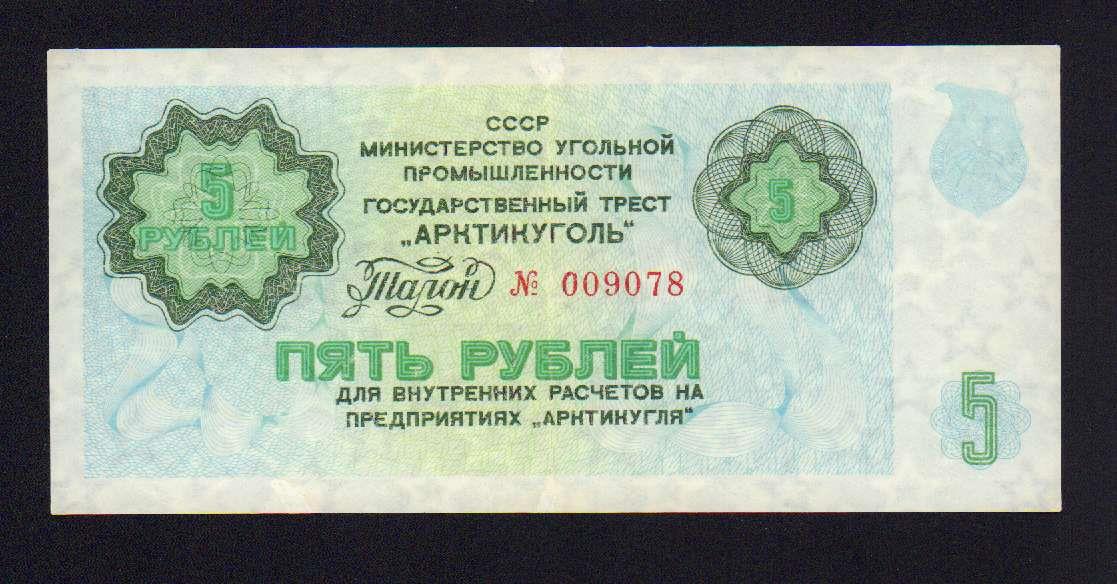 5
РУБЛЕЙ
СССР
МИНИСТЕРСТВО УГОЛЬНОЙ
ПРОМЫШЛЕННОСТИ
ГОСУДАРСТВЕННЫЙ ТРЕСТ
„АРКТИКУГОЛЬ“
Талон № 009078
5
ПЯТЬ РУБЛЕЙ
ДЛЯ ВНУТРЕННИХ РАСЧЕТОВ НА
ПРЕДПРИЯТИЯХ „АРКТИКУГЛЯ“
5